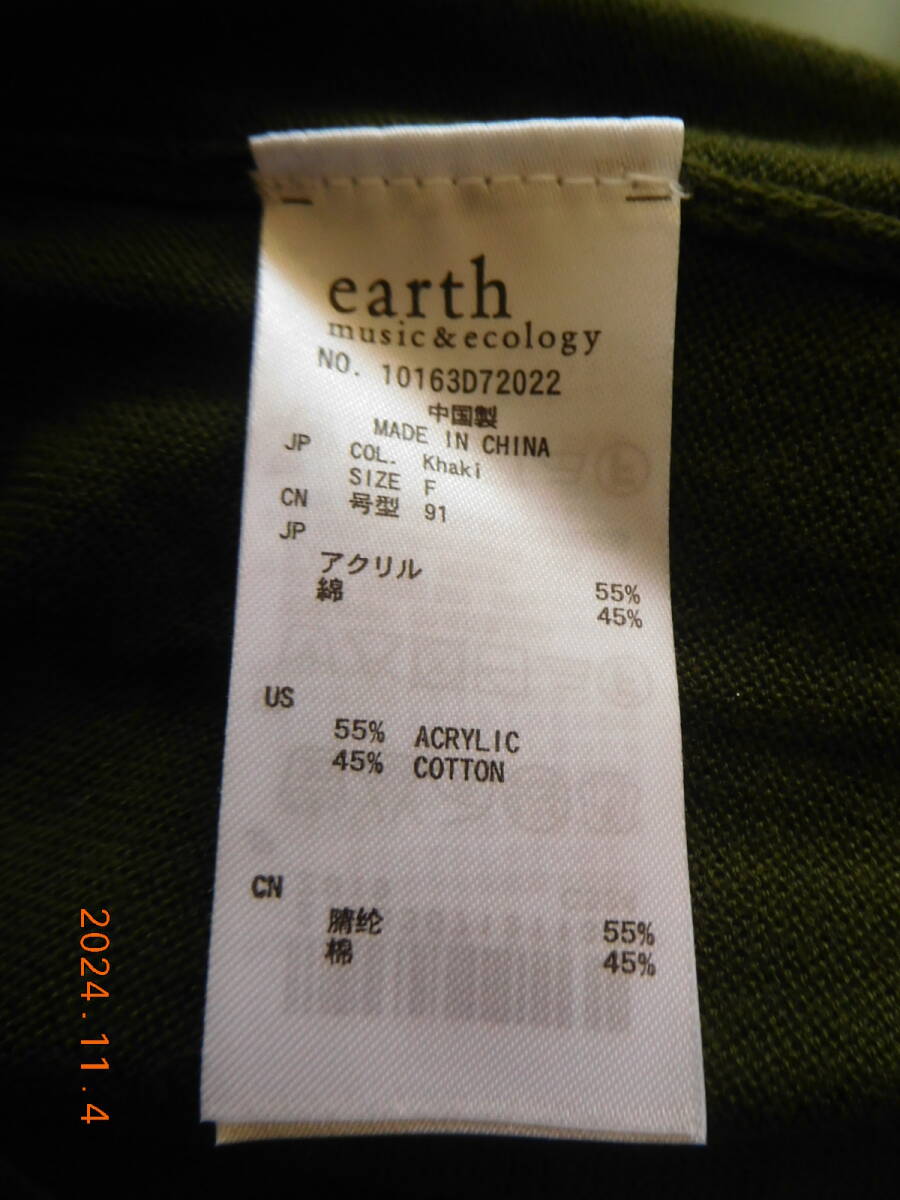 earth
music&ecology
NO. 10163D72022
中国製
MADE IN CHINA
JP COL. Khaki
SIZE F
CN 号型 91
JP
アクリル 55%
綿 45%
US
55% ACRYLIC
45% COTTON
CN
腈纶 55%
棉 45%
2024.11.4